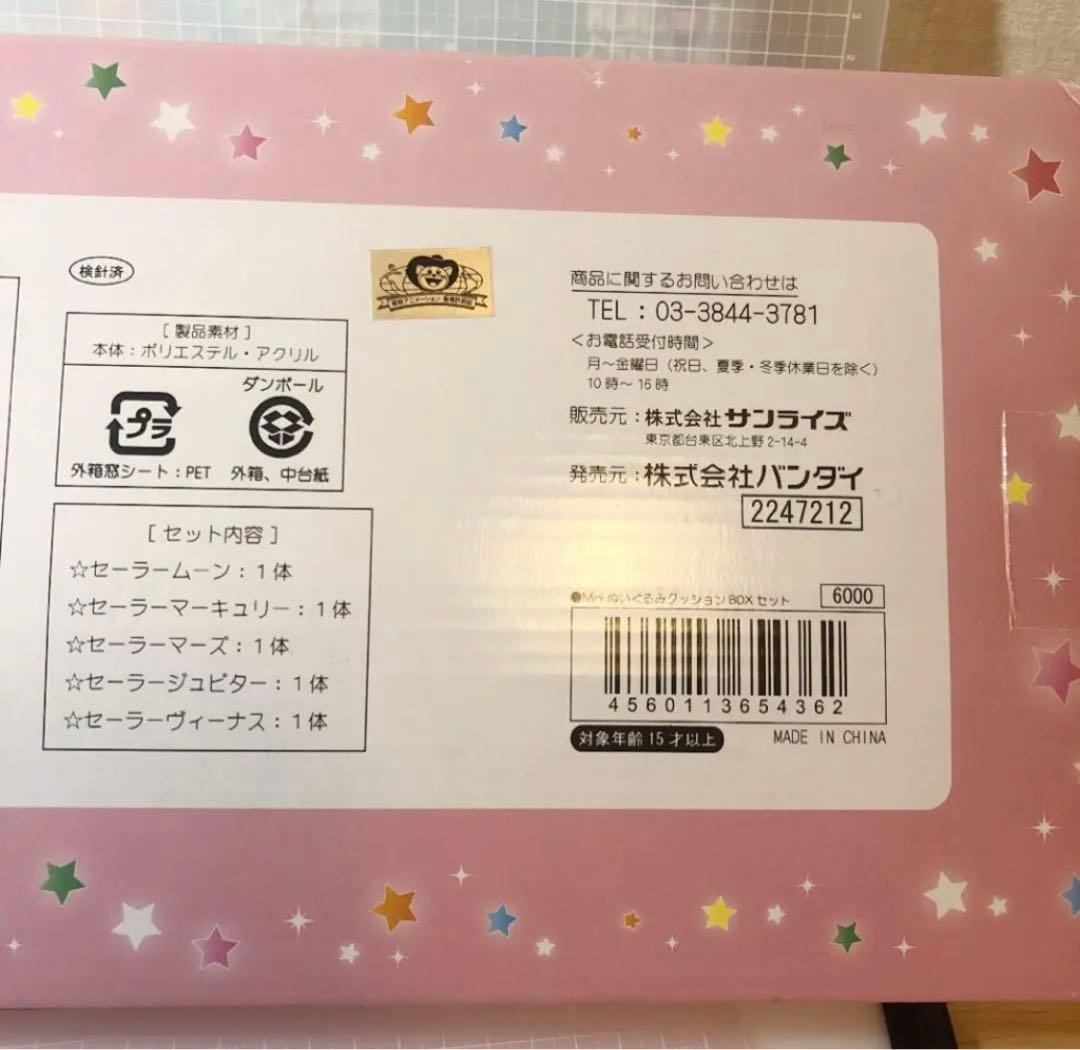 検針済
[ 製品素材 ]
本体：ポリエステル・アクリル
プラ
外箱窓シート：PET
ダンボール
外箱、中台紙
[ セット内容 ]
☆セーラームーン：1体
☆セーラーマーキュリー：1体
☆セーラーマーズ：1体
☆セーラージュピター：1体
☆セーラーヴィーナス：1体
商品に関するお問い合わせは
TEL：03-3844-3781
＜お電話受付時間＞
月～金曜日（祝日、夏季・冬季休業日を除く）
10時～16時
販売元：株式会社サンライズ
東京都台東区北上野2-14-4
発売元：株式会社バンダイ
2247212
●Mini ぬいぐるみクッションBOXセット
6000
4560113654362
対象年齢15才以上
MADE IN CHINA